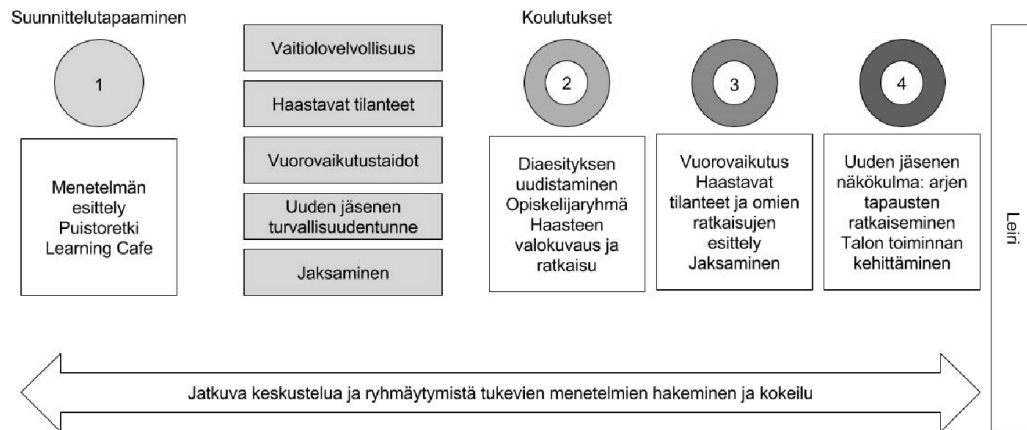 Suunnittelutapaaminen
1
Menetelmän
esittely
Puistoretki
Learning Cafe
Vaitiolovelvollisuus
Haastavat tilanteet
Vuorovaikutustaidot
Uuden jäsenen
turvallisuudentunne
Jaksaminen
Koulutukset
2
Diaesityksen
uudistaminen
Opiskelijaryhmä
Haasteen
valokuvaus ja
ratkaisu
3
Vuorovaikutus
Haastavat
tilanteet ja omien
ratkaisujen
esittely
Jaksaminen
4
Uuden jäsenen
näkökulma: arjen
tapausten
ratkaiseminen
Talon toiminnan
kehittäminen
Leiri
Jatkuva keskustelua ja ryhmäytymistä tukevien menetelmien hakeminen ja kokeilu